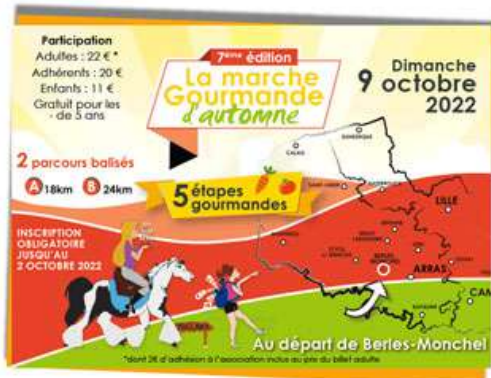 Participation
Adultes : 22 € *
Adhérents : 20 €
Enfants : 11 €
Gratuit pour les
- de 5 ans
7ème édition
La marche
Gourmande
d'automne
Dimanche
9 octobre
2022
2 parcours balisés
A 18km B 24km
5 étapes
gourmandes
INSCRIPTION
OBLIGATOIRE
JUSQU'AU
2 OCTOBRE 2022
DUNKERQUE
CALAIS
LILLE
BERLES-
MONCHEL
ARRAS
CAM
Au départ de Berles-Monchel
*dont 2€ d'adhésion à l'association inclus au prix du billet adulte